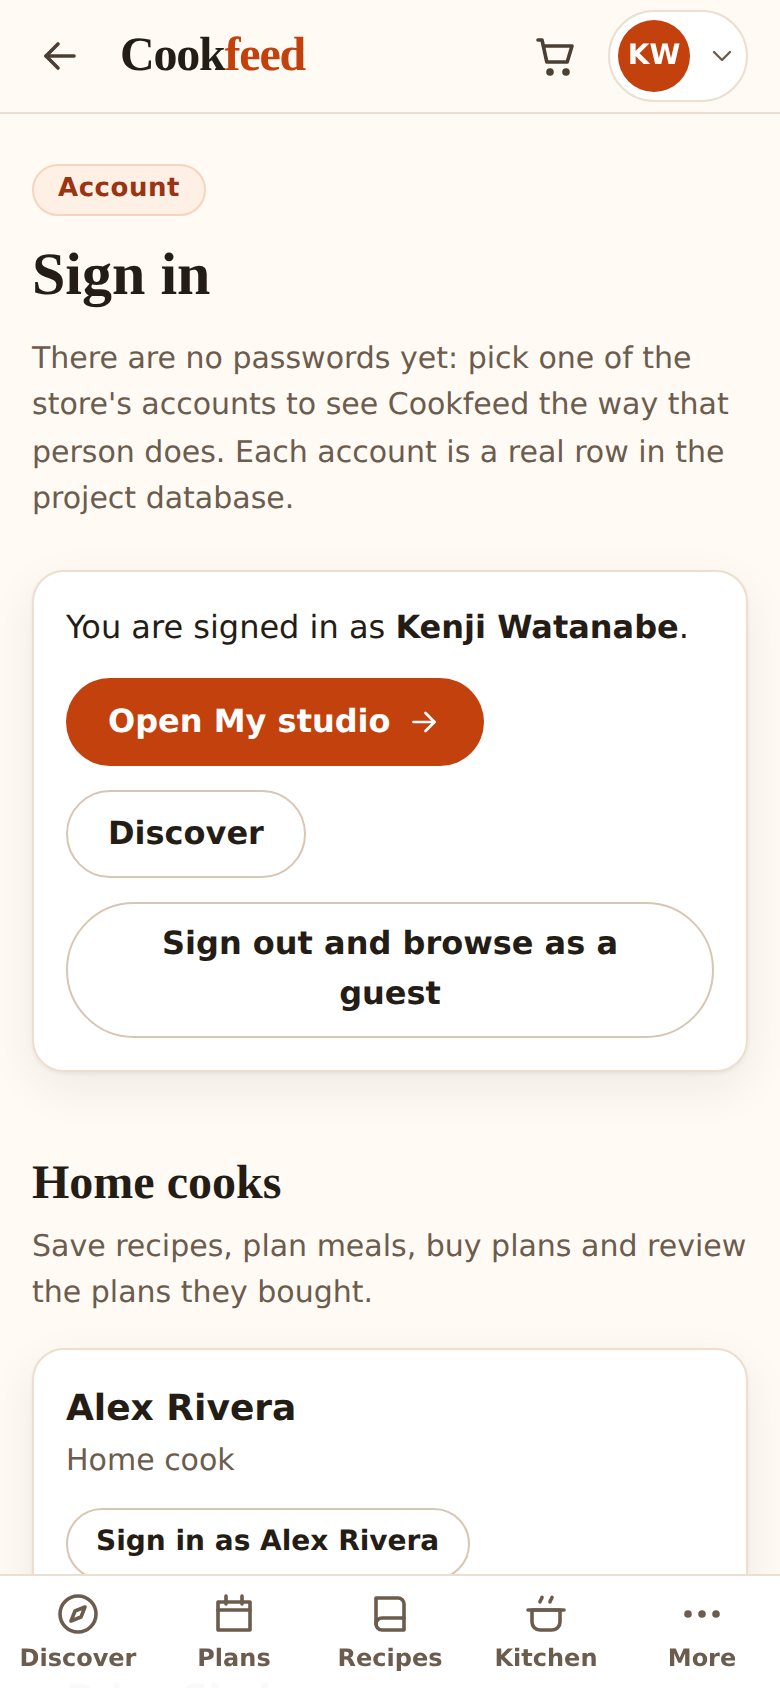 Cookfeed
KW
Account
Sign in
There are no passwords yet: pick one of the
store's accounts to see Cookfeed the way that
person does. Each account is a real row in the
project database.
You are signed in as Kenji Watanabe.
Open My studio
Discover
Sign out and browse as a
guest
Home cooks
Save recipes, plan meals, buy plans and review
the plans they bought.
Alex Rivera
Home cook
Sign in as Alex Rivera
Discover
Plans
Recipes
Kitchen
More